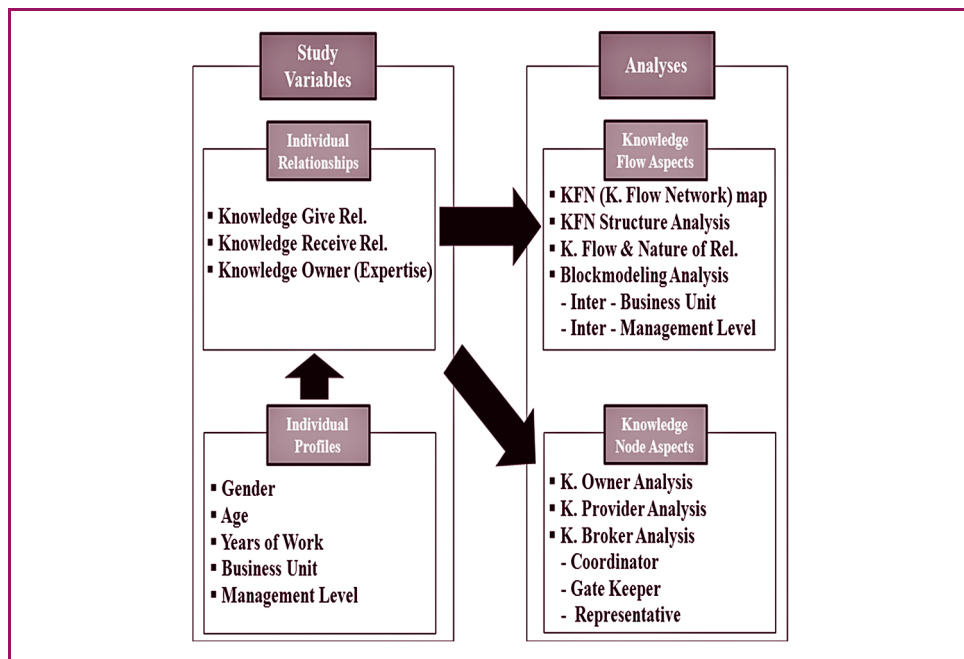 Study
Variables
Individual
Relationships
▪ Knowledge Give Rel.
▪ Knowledge Receive Rel.
▪ Knowledge Owner (Expertise)
Individual
Profiles
▪ Gender
▪ Age
▪ Years of Work
▪ Business Unit
▪ Management Level
Analyses
Knowledge
Flow Aspects
▪ KFN (K. Flow Network) map
▪ KFN Structure Analysis
▪ K. Flow & Nature of Rel.
▪ Blockmodeling Analysis
- Inter - Business Unit
- Inter - Management Level
Knowledge
Node Aspects
▪ K. Owner Analysis
▪ K. Provider Analysis
▪ K. Broker Analysis
- Coordinator
- Gate Keeper
- Representative